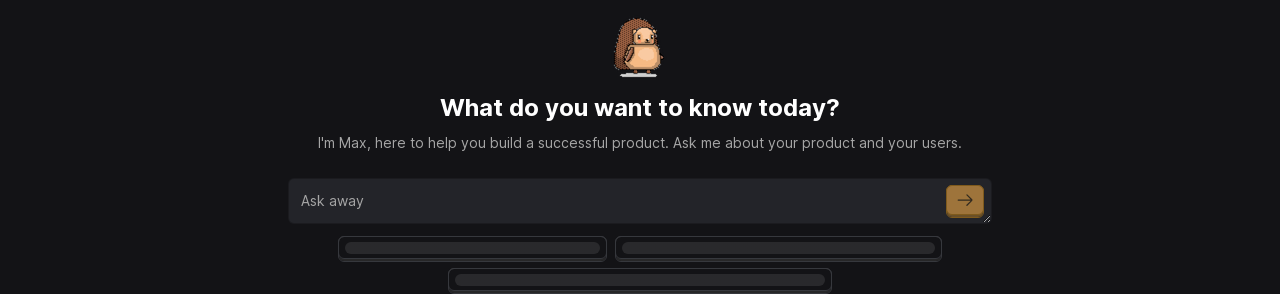 What do you want to know today?
I'm Max, here to help you build a successful product. Ask me about your product and your users.
Ask away